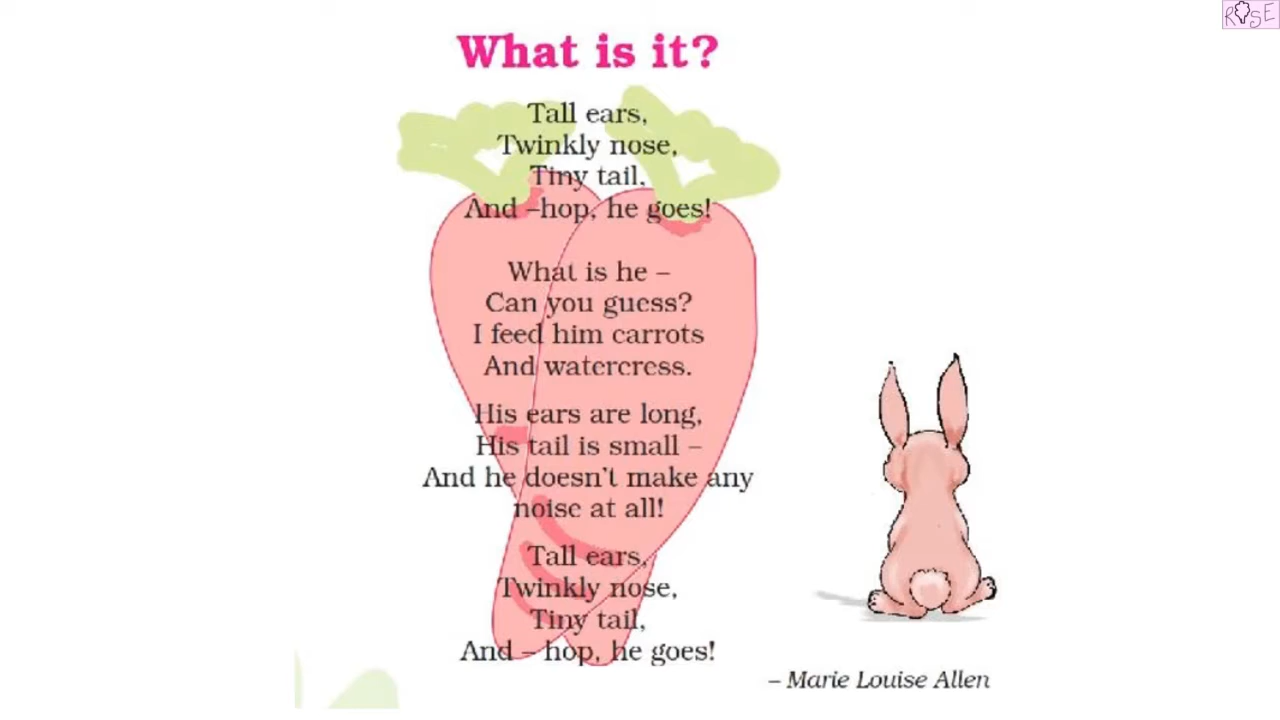 ROSE
What is it?
Tall ears,
Twinkly nose,
Tiny tail,
And –hop, he goes!
What is he –
Can you guess?
I feed him carrots
And watercress.
His ears are long,
His tail is small –
And he doesn't make any
noise at all!
Tall ears,
Twinkly nose,
Tiny tail,
And – hop, he goes!
– Marie Louise Allen